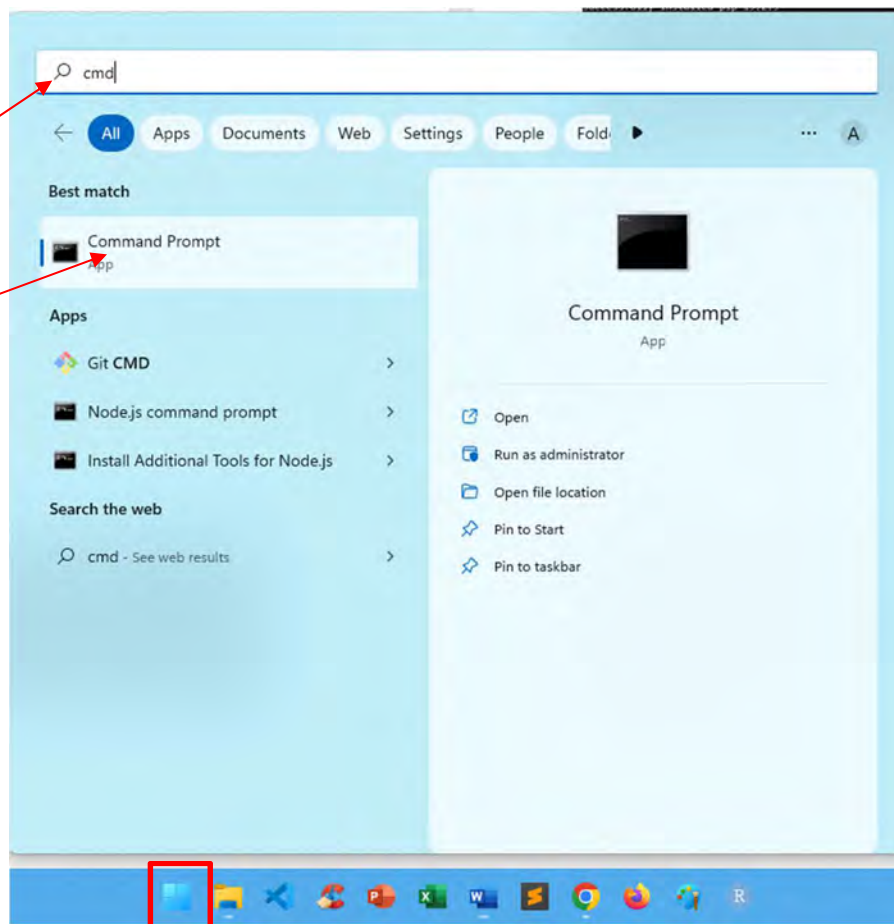 cmd
All Apps Documents Web Settings People Fold ... A
Best match
Command Prompt
App
Apps
Git CMD
Node.js command prompt
Install Additional Tools for Node.js
Search the web
cmd - See web results
Command Prompt
App
Open
Run as administrator
Open file location
Pin to Start
Pin to taskbar
P X W S R